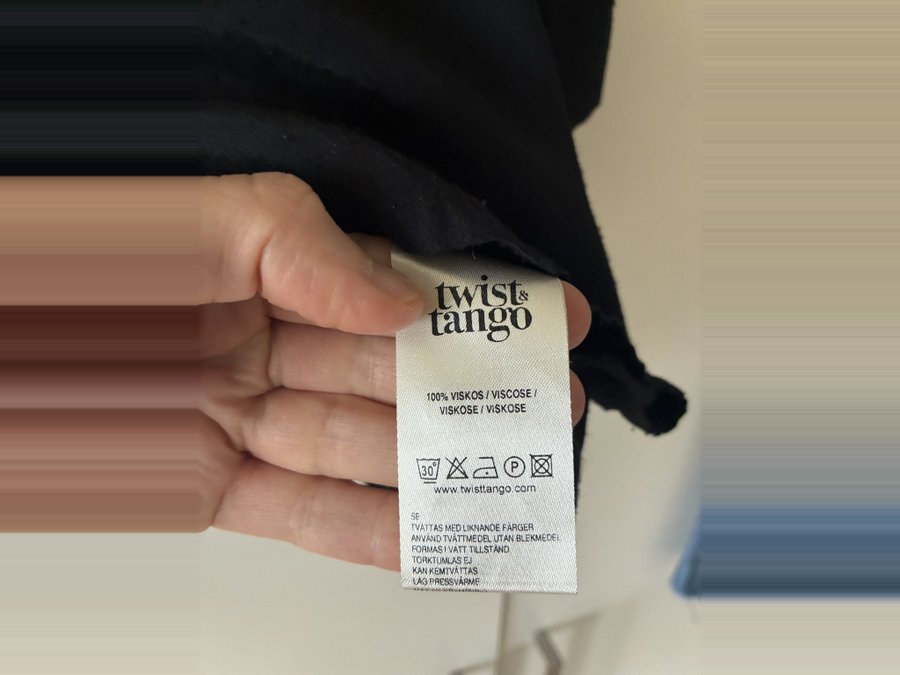 twist &
tango
100% VISKOS / VISCOSE /
VISKOSE / VISKOSE
30°
P
www.twisttango.com
SE
TVÄTTAS MED LIKNANDE FÄRGER
ANVÄND TVÄTTMEDEL UTAN BLEKMEDEL
FORMAS I VÅTT TILLSTÅND
TORKTUMLAS EJ
KAN KEMTVÄTTAS
LÅG PRESSVÄRME